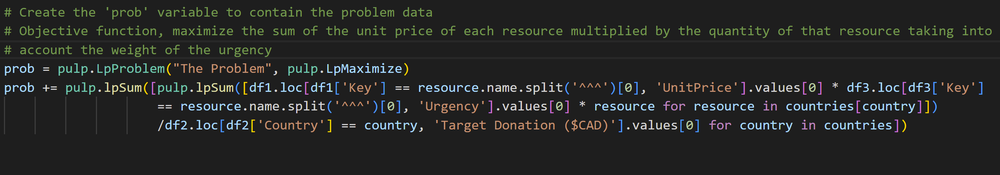 # Create the 'prob' variable to contain the problem data
# Objective function, maximize the sum of the unit price of each resource multiplied by the quantity of that resource taking into
# account the weight of the urgency
prob = pulp.LpProblem("The Problem", pulp.LpMaximize)
prob += pulp.lpSum([pulp.lpSum([df1.loc[df1['Key'] == resource.name.split('^^^')[0], 'UnitPrice'].values[0] * df3.loc[df3['Key']
== resource.name.split('^^^')[0], 'Urgency'].values[0] * resource for resource in countries[country]])
/df2.loc[df2['Country'] == country, 'Target Donation ($CAD)'].values[0] for country in countries])